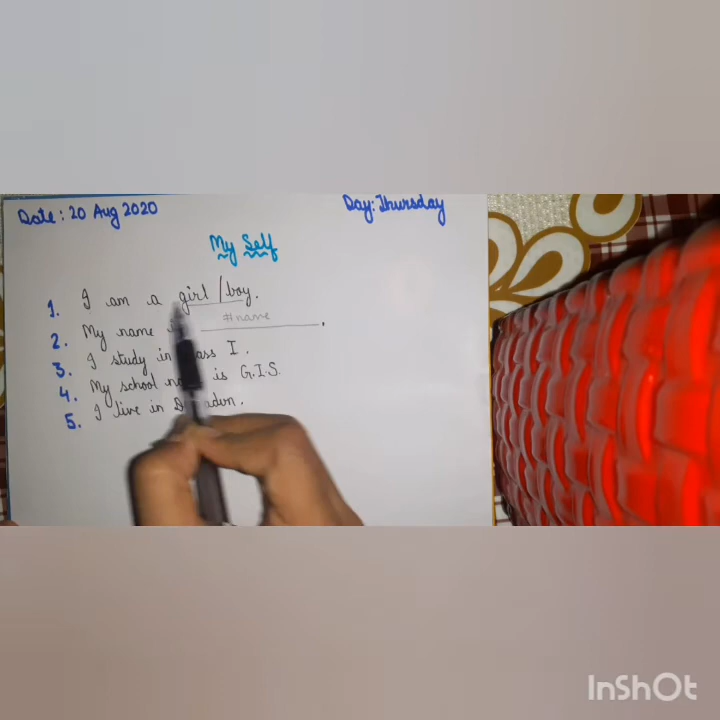 Date: 20 Aug 2020 Day: Thursday
My Self
1. I am a girl / boy.
2. My name #name.
3. I study in I.
4. My school is G.I.S.
5. I live in
InShOt